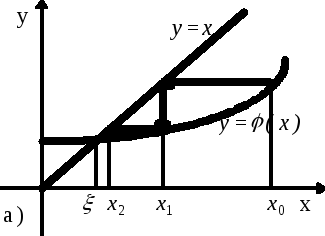 y
y = x
y = ϕ( x )
a)
ξ x₂ x₁ x₀ x